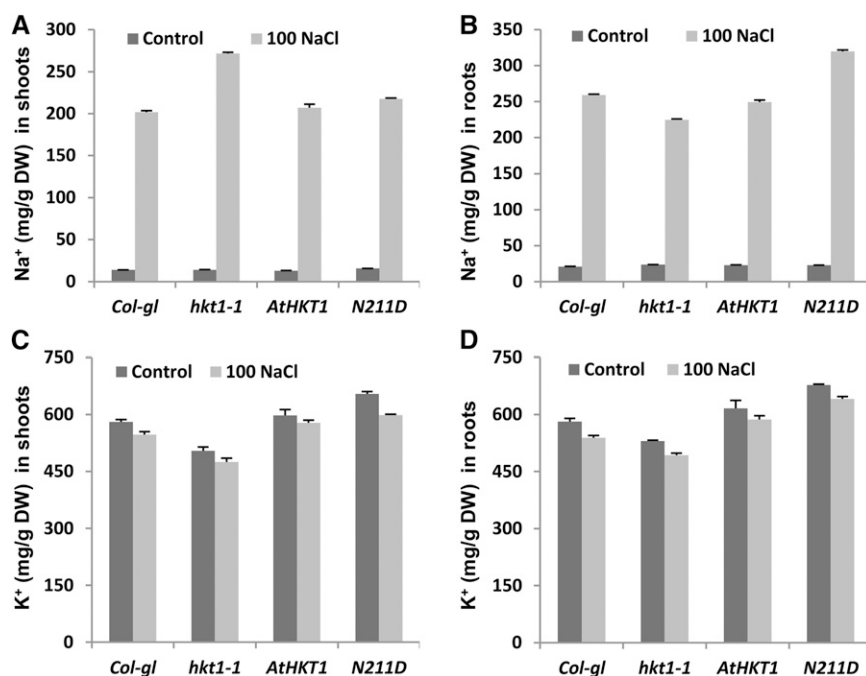 A
Control 100 NaCl
Na⁺ (mg/g DW) in shoots
300
250
200
150
100
50
0
Col-gl hkt1-1 AtHKT1 N211D
B
Control 100 NaCl
Na⁺ (mg/g DW) in roots
350
300
250
200
150
100
50
0
Col-gl hkt1-1 AtHKT1 N211D
C
Control 100 NaCl
K⁺ (mg/g DW) in shoots
750
600
450
300
150
0
Col-gl hkt1-1 AtHKT1 N211D
D
Control 100 NaCl
K⁺ (mg/g DW) in roots
750
600
450
300
150
0
Col-gl hkt1-1 AtHKT1 N211D